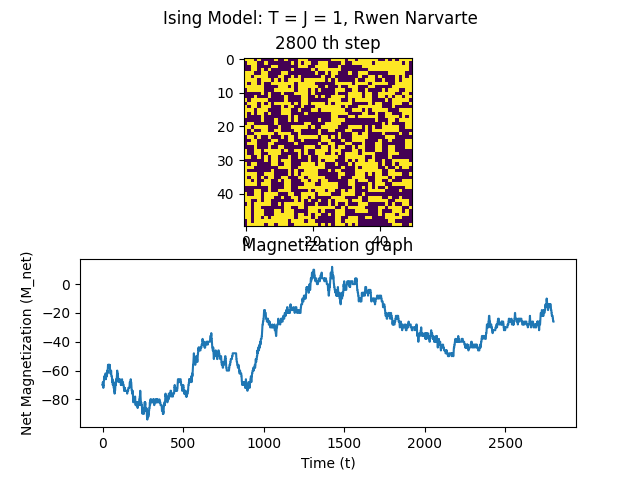 Ising Model: T = J = 1, Rwen Narvarte
2800 th step
0
10
20
30
40
0 20 40
Magnetization graph
Net Magnetization (M_net)
0
−20
−40
−60
−80
0 500 1000 1500 2000 2500
Time (t)